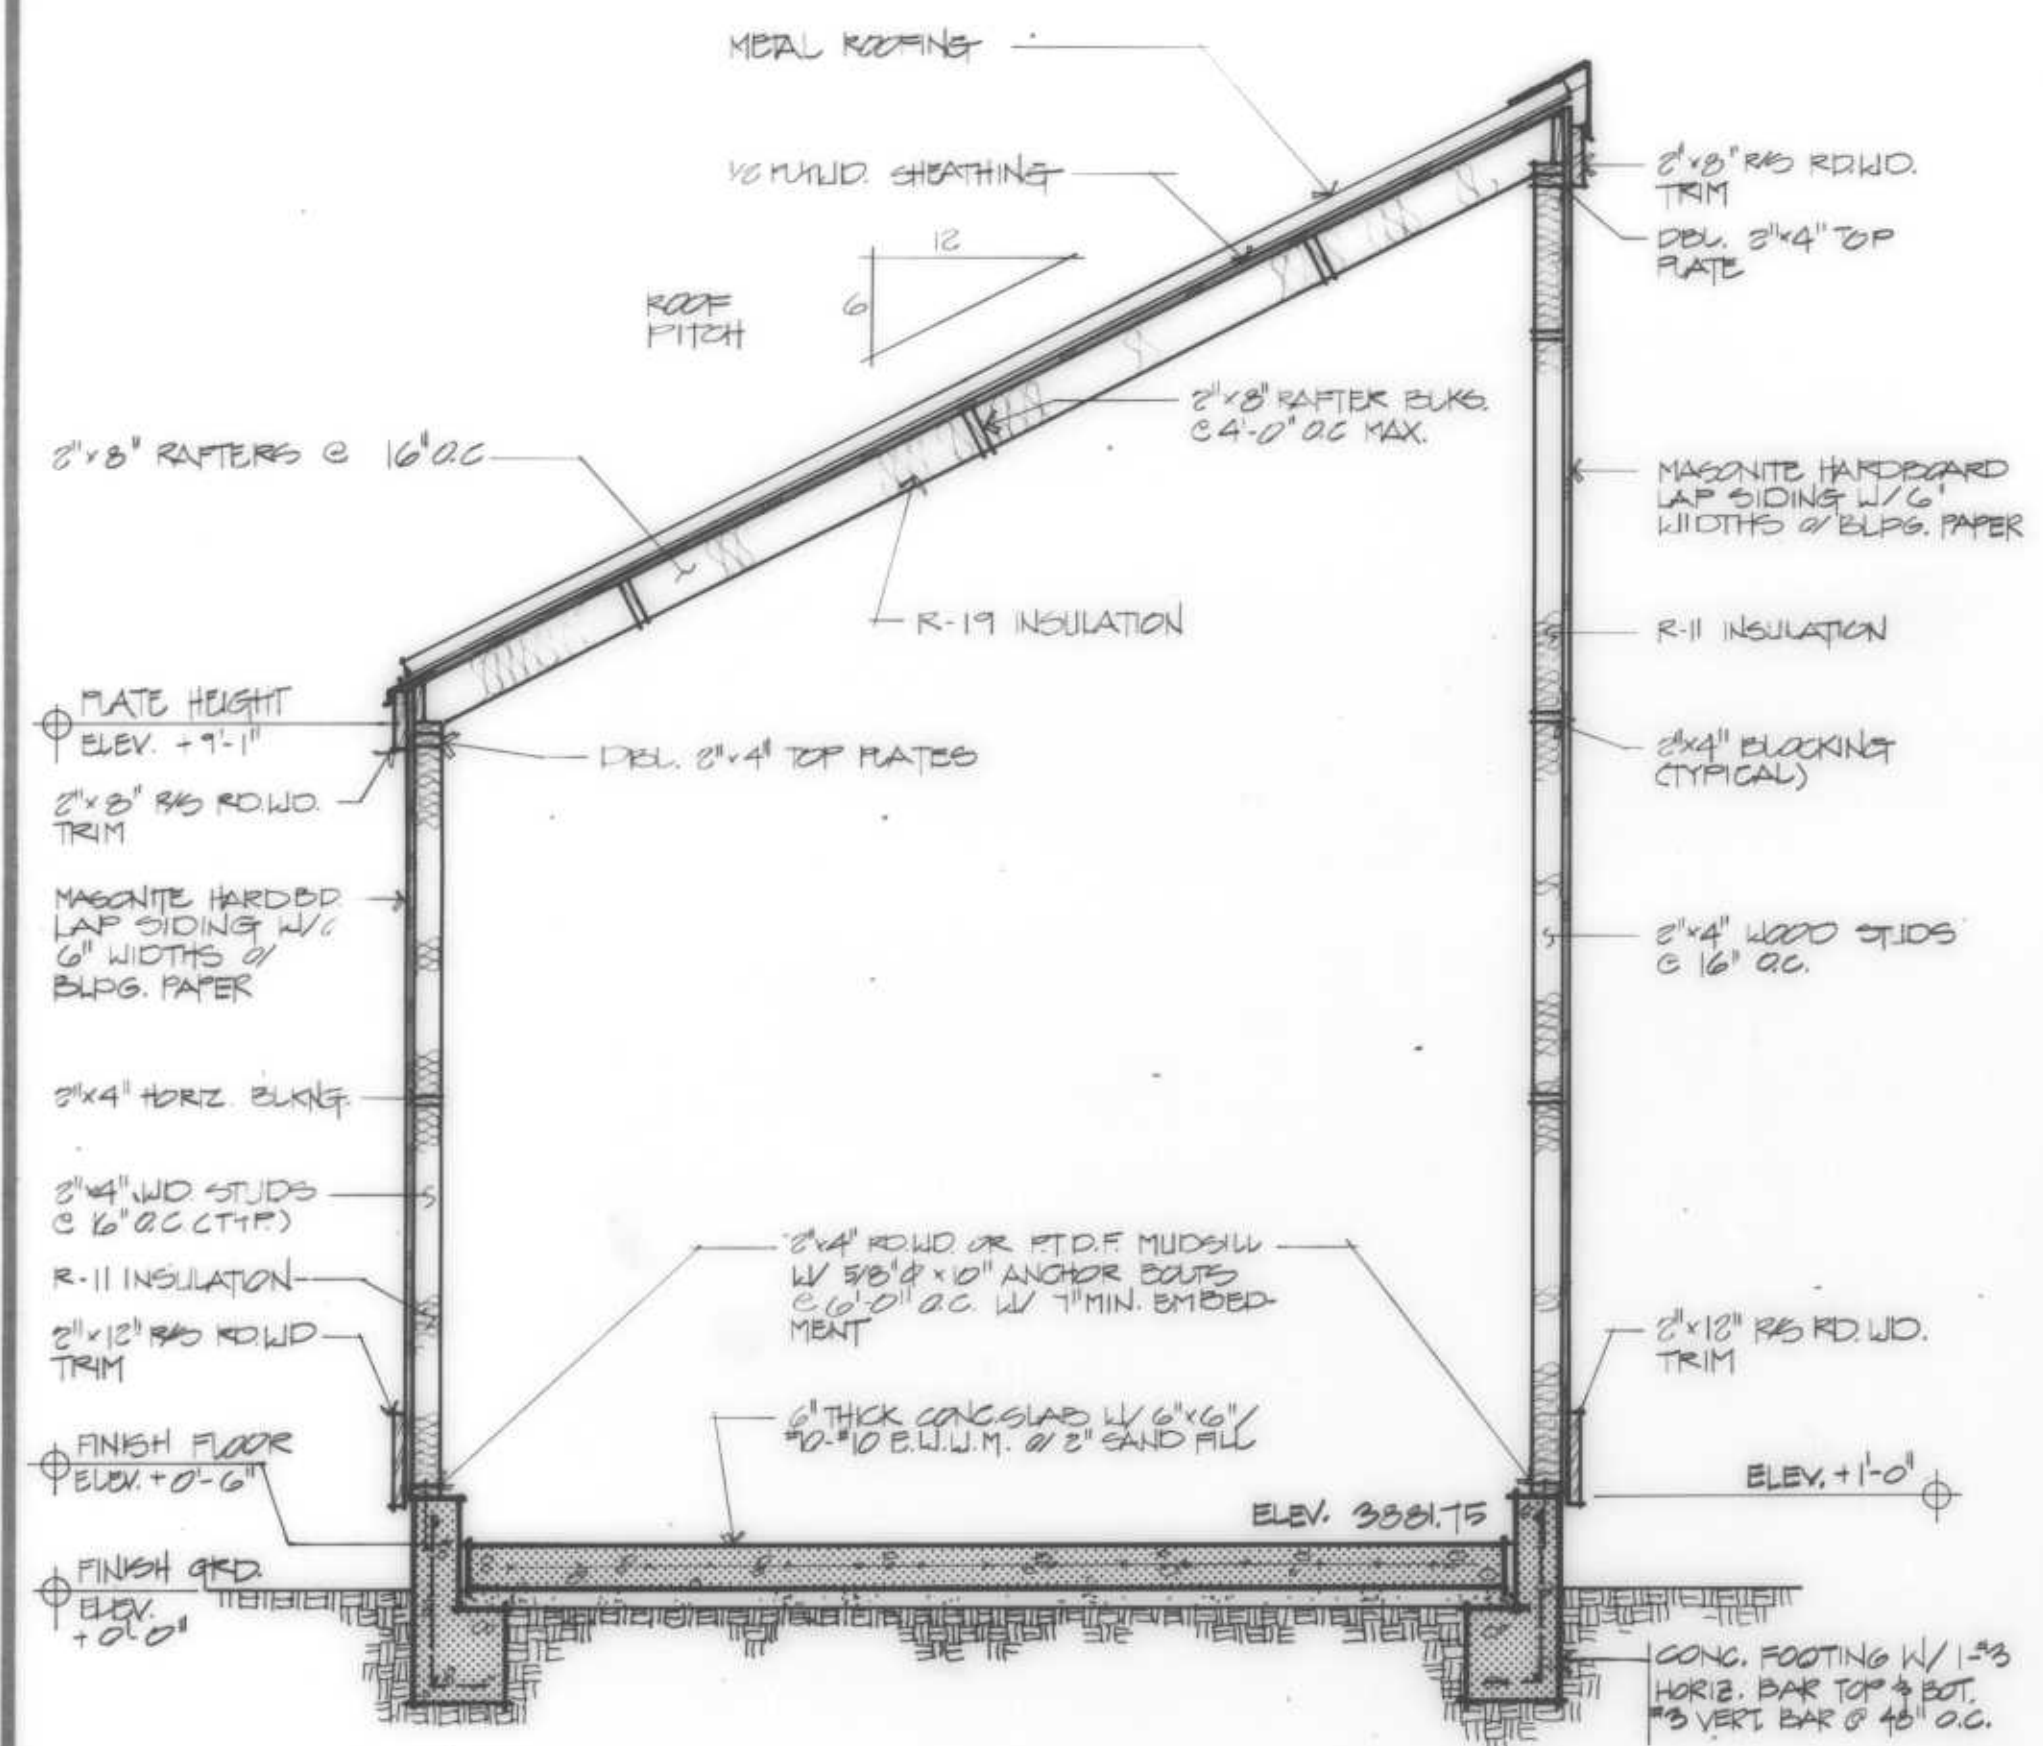 METAL ROOFING
1/2 PLYWD. SHEATHING
12
6
ROOF
PITCH
2"x8" RAFTERS @ 16" O.C
2"x8" RAFTER BLKS.
@ 4'-0" O.C MAX.
R-19 INSULATION
PLATE HEIGHT
ELEV. +9'-1"
DBL. 2"x4" TOP PLATES
2"x8" R/S RD.WD.
TRIM
MASONITE HARDBD.
LAP SIDING W/
6" WIDTHS O/
BLDG. PAPER
2"x4" HORIZ. BLKNG.
2"x4" WD. STUDS
@ 16" O.C (TYP.)
R-11 INSULATION
2"x12" R/S RD.WD
TRIM
FINISH FLOOR
ELEV. +0'-6"
FINISH GRD.
ELEV.
+0'-0"
2"x4" RD.WD. OR P.T.D.F. MUDSILL
W/ 5/8"Ø x 10" ANCHOR BOLTS
@ 6'-0" O.C. W/ 7" MIN. EMBED-
MENT
6" THICK CONC. SLAB W/ 6"x6"/
#10-#10 E.W.W.M. O/ 2" SAND FILL
ELEV. 3881.75
2"x8" R/S RD.WD.
TRIM
DBL. 2"x4" TOP
PLATE
MASONITE HARDBOARD
LAP SIDING W/ 6"
WIDTHS O/ BLDG. PAPER
R-11 INSULATION
2"x4" BLOCKING
(TYPICAL)
2"x4" WOOD STUDS
@ 16" O.C.
2"x12" R/S RD. WD.
TRIM
ELEV. +1'-0"
CONC. FOOTING W/ 1-#3
HORIZ. BAR TOP & BOT.
#3 VERT. BAR @ 48" O.C.